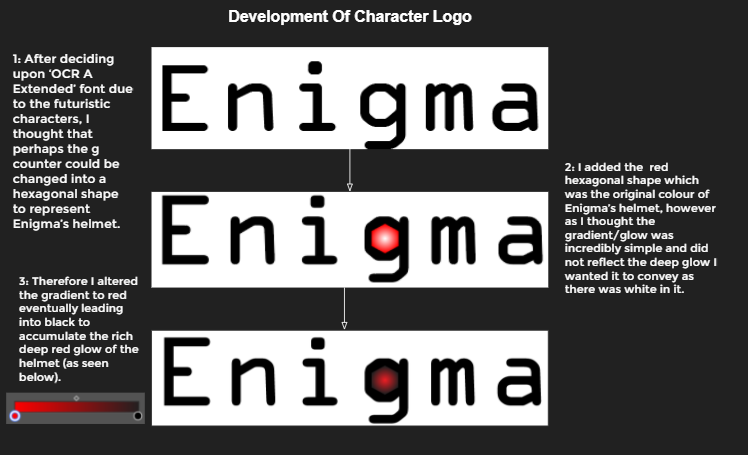 Development Of Character Logo
1: After deciding
upon ‘OCR A
Extended’ font due
to the futuristic
characters, I
thought that
perhaps the g
counter could be
changed into a
hexagonal shape
to represent
Enigma’s helmet.
Enigma
2: I added the  red
hexagonal shape which
was the original colour of
Enigma’s helmet, however
as I thought the
gradient/glow was
incredibly simple and did
not reflect the deep glow I
wanted it to convey as
there was white in it.
Enigma
3: Therefore I altered
the gradient to red
eventually leading
into black to
accumulate the rich
deep red glow of the
helmet (as seen
below).
Enigma